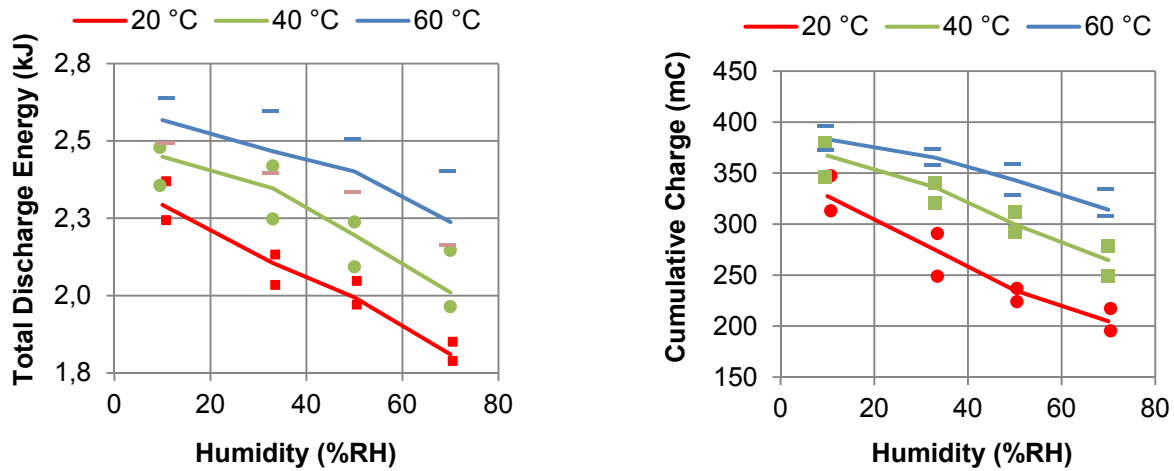 20 °C 40 °C 60 °C
Total Discharge Energy (kJ)
2,8
2,5
2,3
2,0
1,8
0 20 40 60 80
Humidity (%RH)
20 °C 40 °C 60 °C
Cumulative Charge (mC)
450
400
350
300
250
200
150
0 20 40 60 80
Humidity (%RH)